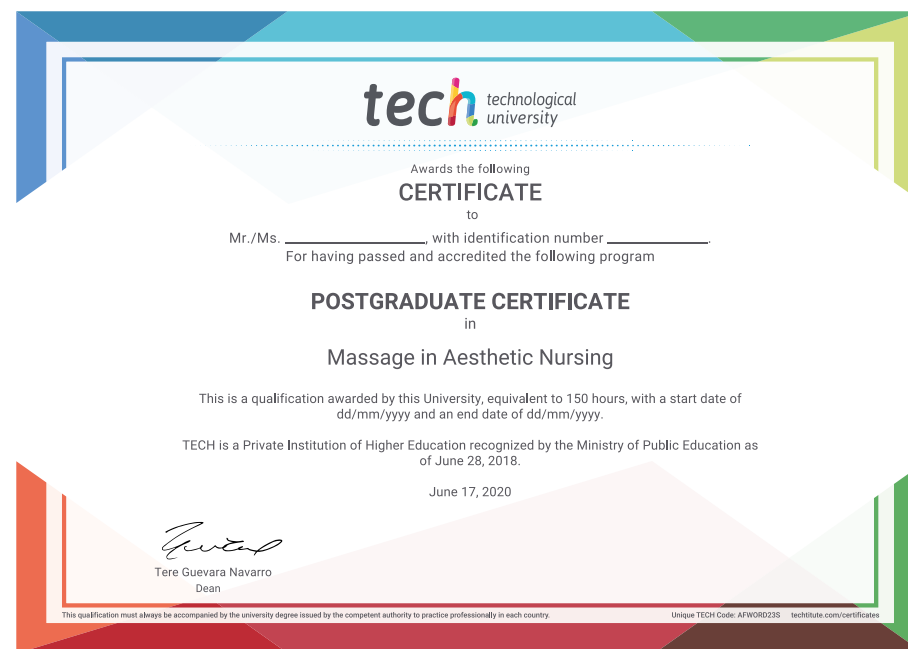 tech technological
university
Awards the following
CERTIFICATE
to
Mr./Ms. ____________________, with identification number ______________.
For having passed and accredited the following program
POSTGRADUATE CERTIFICATE
in
Massage in Aesthetic Nursing
This is a qualification awarded by this University, equivalent to 150 hours, with a start date of
dd/mm/yyyy and an end date of dd/mm/yyyy.
TECH is a Private Institution of Higher Education recognized by the Ministry of Public Education as
of June 28, 2018.
June 17, 2020
Tere Guevara Navarro
Dean
This qualification must always be accompanied by the university degree issued by the competent authority to practice professionally in each country.
Unique TECH Code: AFWORD23S techtitute.com/certificates